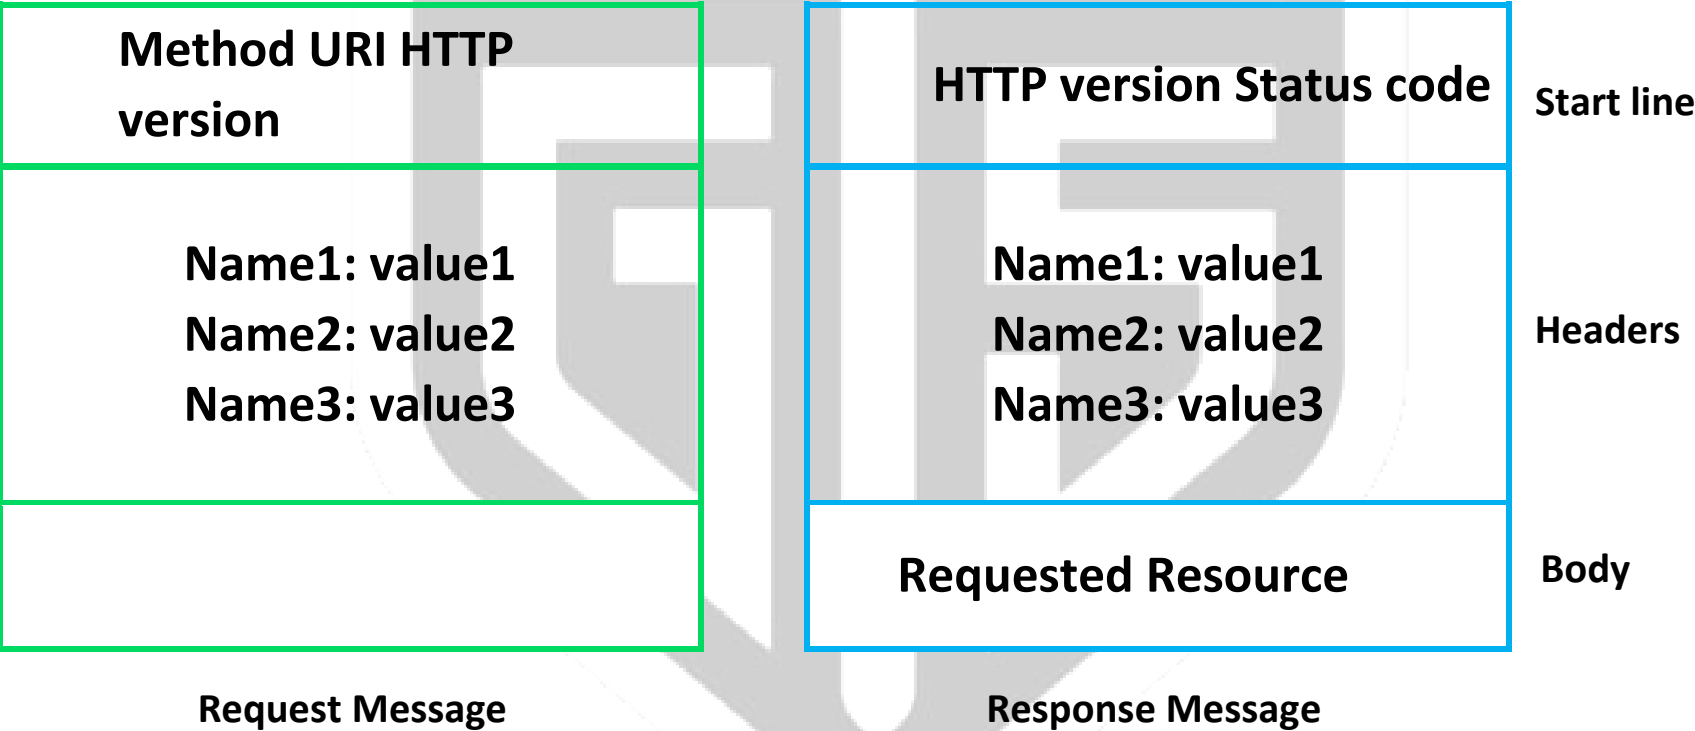 Method URI HTTP
version
HTTP version Status code
Start line
Name1: value1
Name2: value2
Name3: value3
Name1: value1
Name2: value2
Name3: value3
Headers
Requested Resource
Body
Request Message
Response Message